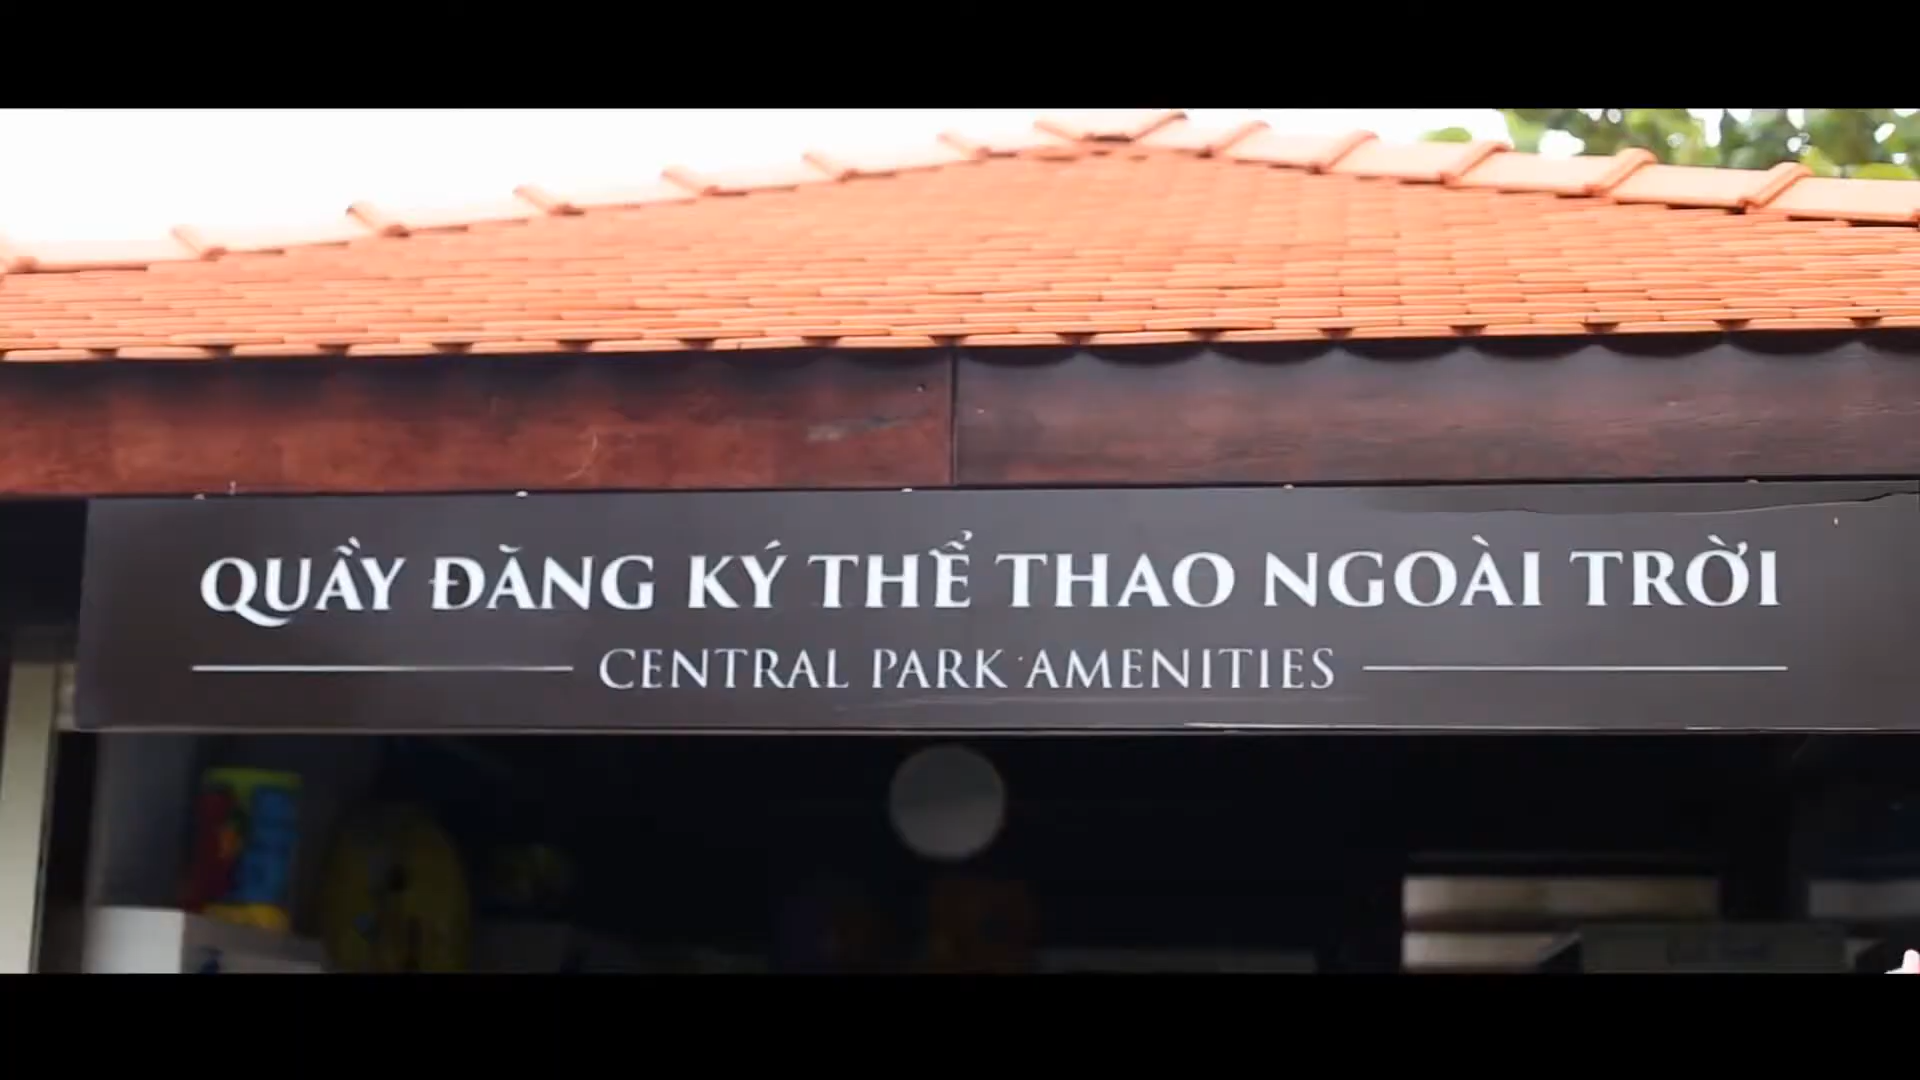 QUẦY ĐĂNG KÝ THỂ THAO NGOÀI TRỜI
CENTRAL PARK AMENITIES